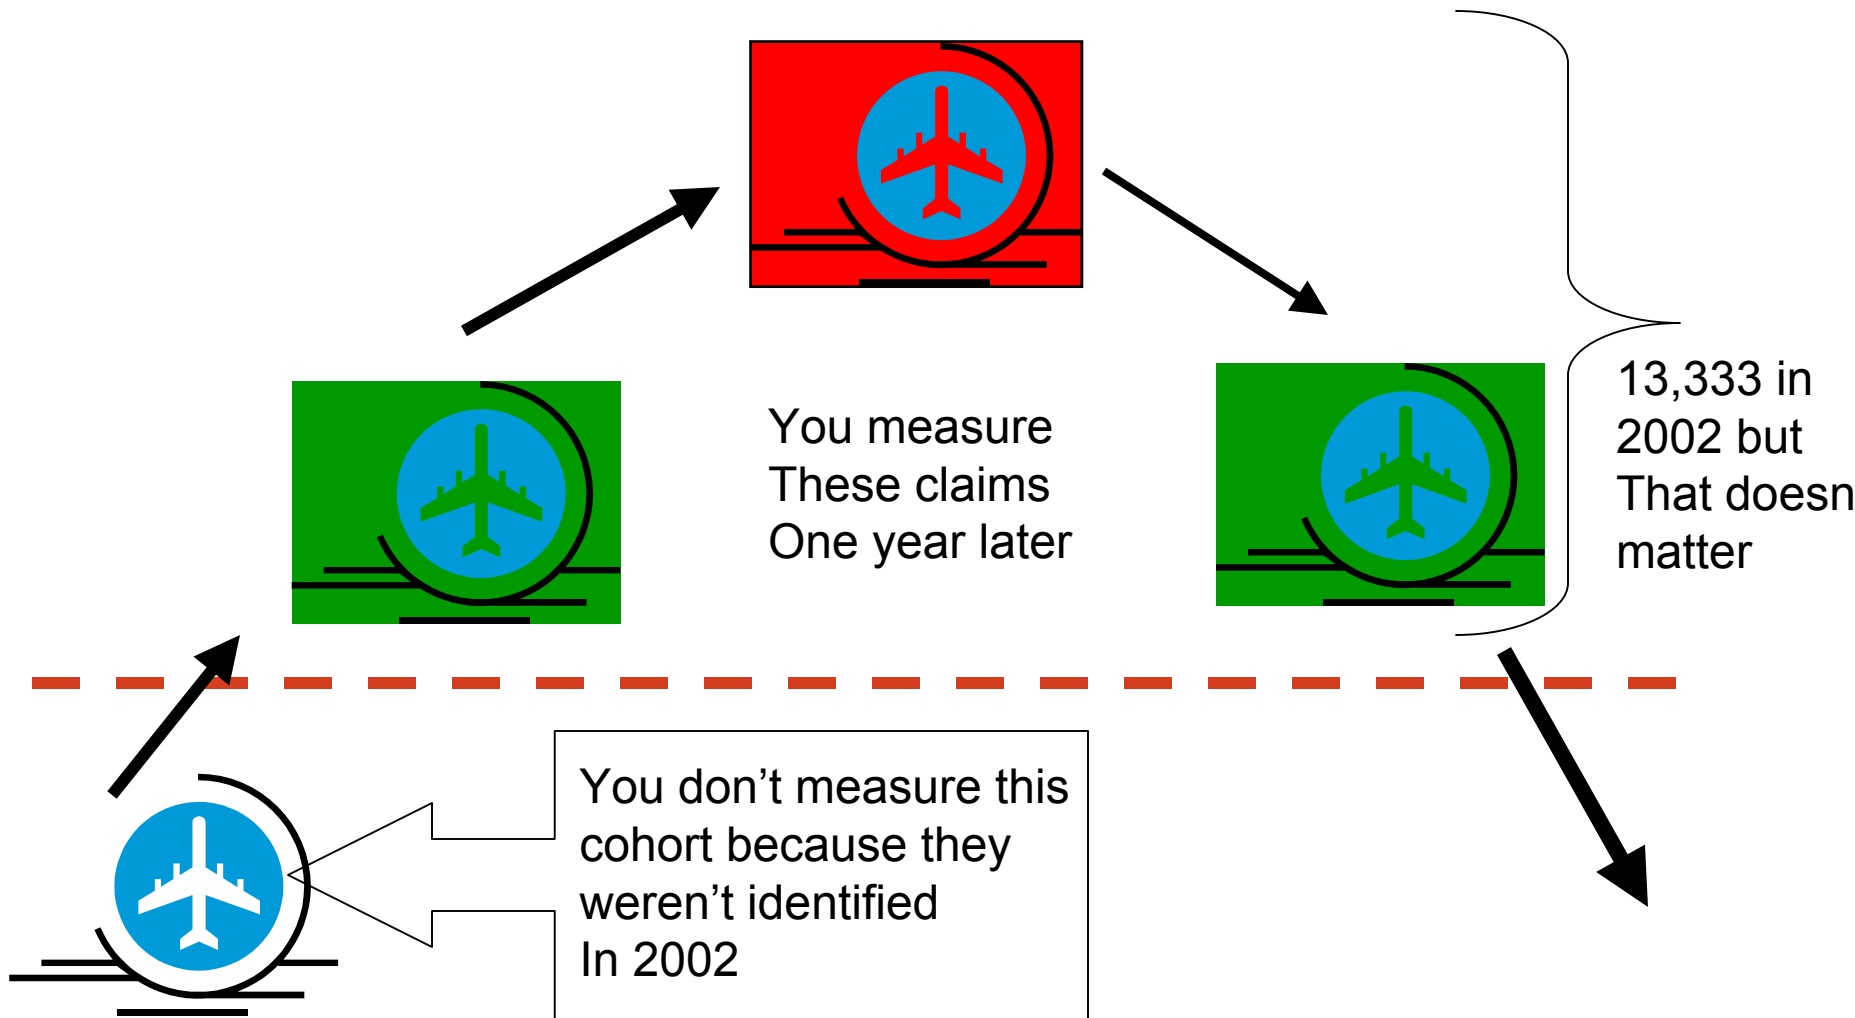 You measure
These claims
One year later
13,333 in
2002 but
That doesn
matter
You don’t measure this
cohort because they
weren’t identified
In 2002